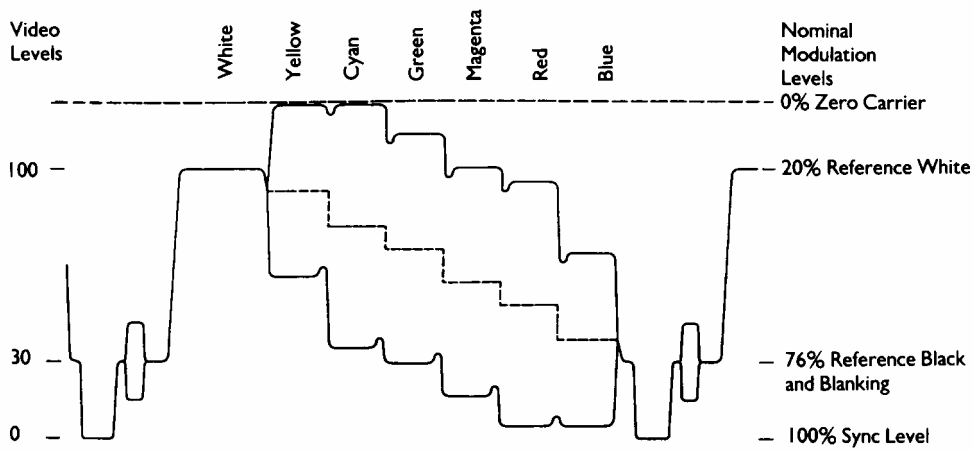 Video
Levels
White
Yellow
Cyan
Green
Magenta
Red
Blue
Nominal
Modulation
Levels
0% Zero Carrier
100
20% Reference White
30
76% Reference Black
and Blanking
0
100% Sync Level